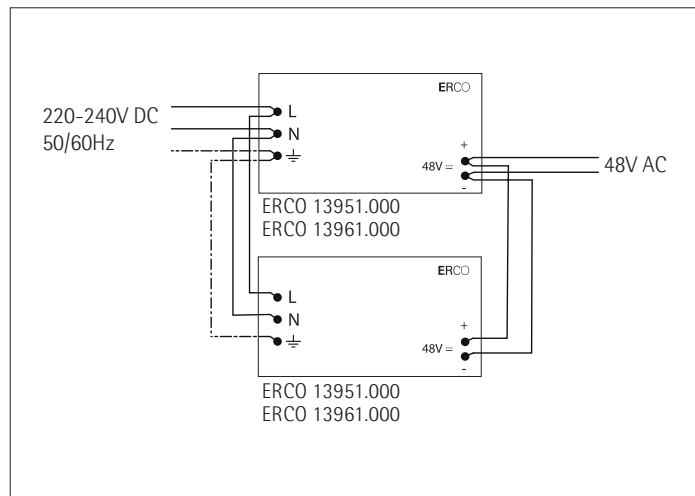 ERCO
220-240V DC
50/60Hz
L
N
+
48V ⎓
-
48V AC
ERCO 13951.000
ERCO 13961.000
ERCO
L
N
+
48V ⎓
-
ERCO 13951.000
ERCO 13961.000